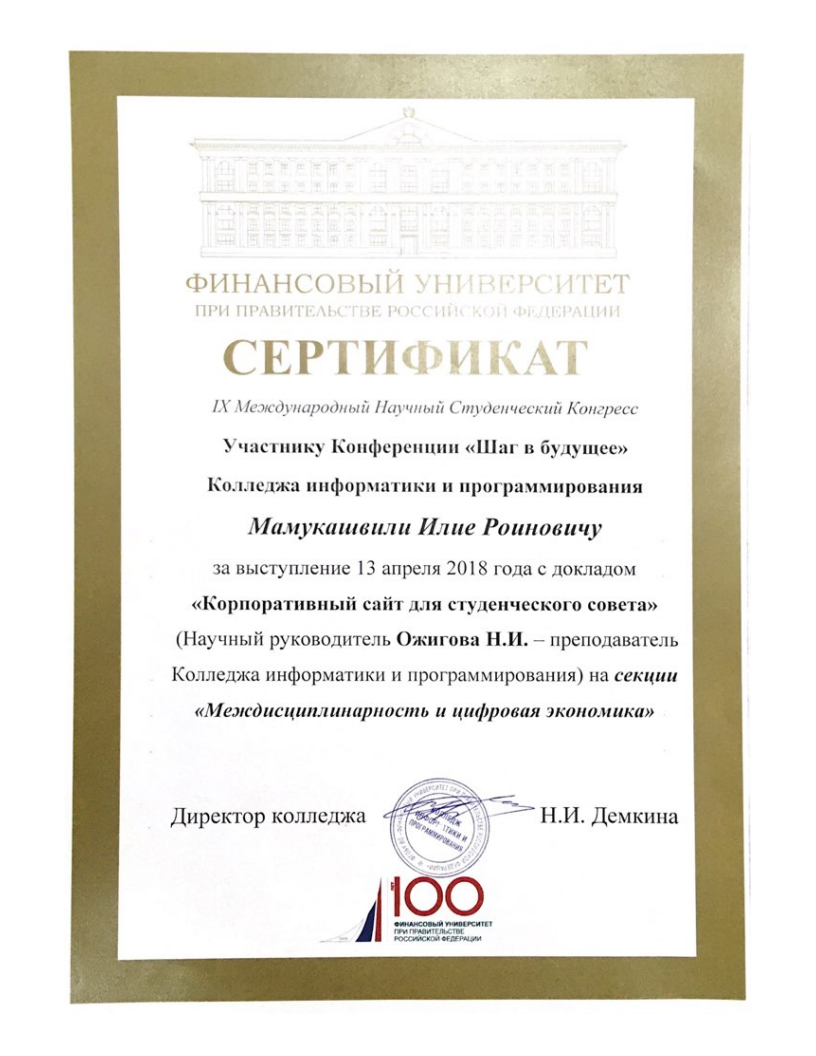 ФИНАНСОВЫЙ УНИВЕРСИТЕТ
ПРИ ПРАВИТЕЛЬСТВЕ РОССИЙСКОЙ ФЕДЕРАЦИИ
СЕРТИФИКАТ
IX Международный Научный Студенческий Конгресс
Участнику Конференции «Шаг в будущее»
Колледжа информатики и программирования
Мамукашвили Илие Роиновичу
за выступление 13 апреля 2018 года с докладом
«Корпоративный сайт для студенческого совета»
(Научный руководитель Ожигова Н.И. – преподаватель
Колледжа информатики и программирования) на секции
«Междисциплинарность и цифровая экономика»
Директор колледжа Н.И. Демкина
100
ФИНАНСОВЫЙ УНИВЕРСИТЕТ
ПРИ ПРАВИТЕЛЬСТВЕ
РОССИЙСКОЙ ФЕДЕРАЦИИ